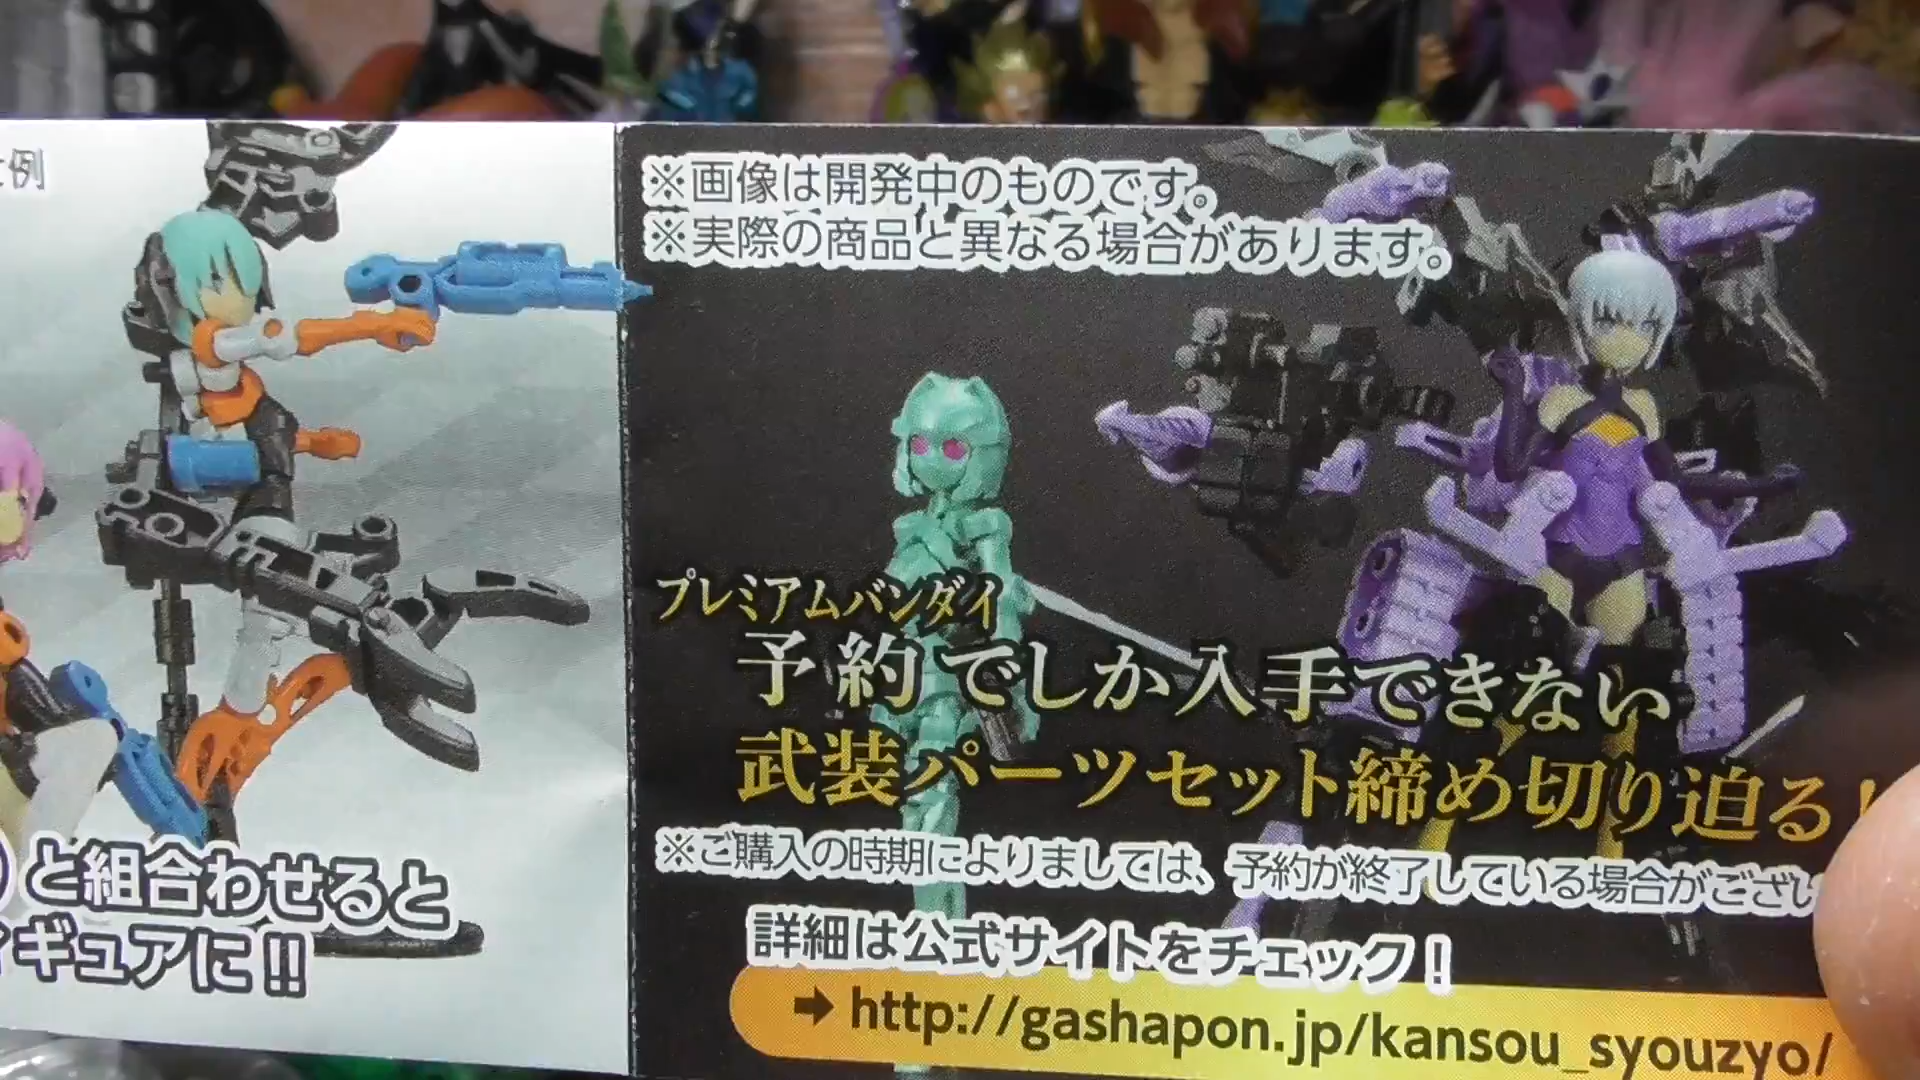 例
と組合わせると
ギュアに!!
※画像は開発中のものです。
※実際の商品と異なる場合があります。
プレミアムバンダイ
予約でしか入手できない
武装パーツセット締め切り迫る!
※ご購入の時期によりましては、予約が終了している場合がござい
詳細は公式サイトをチェック!
➡ http://gashapon.jp/kansou_syouzyo/